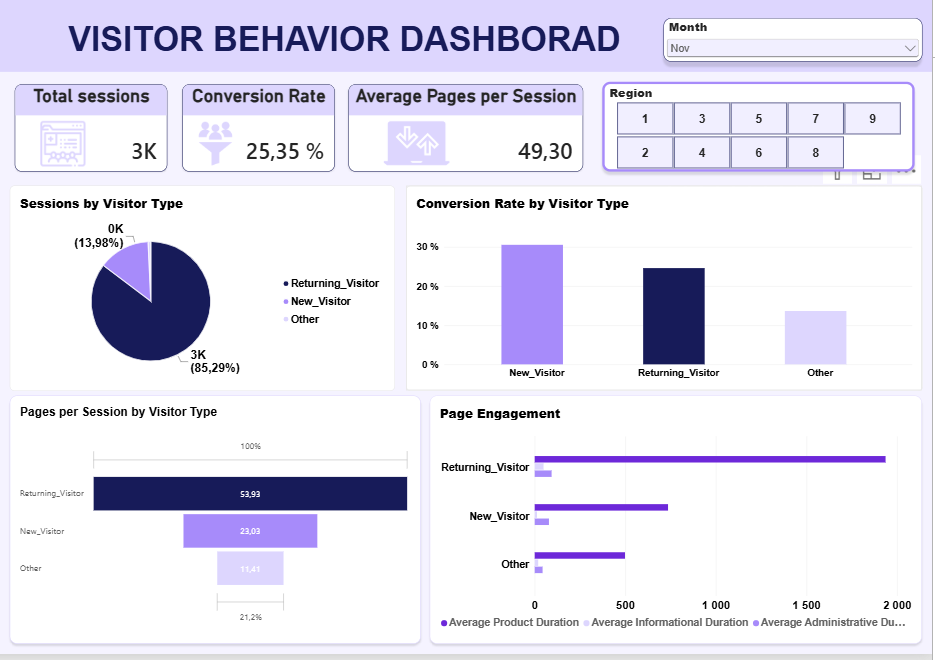 VISITOR BEHAVIOR DASHBORAD
Month
Nov
Total sessions
3K
Conversion Rate
25,35 %
Average Pages per Session
49,30
Region
1 3 5 7 9
2 4 6 8
Sessions by Visitor Type
0K
(13,98%)
3K
(85,29%)
Returning_Visitor
New_Visitor
Other
Conversion Rate by Visitor Type
30 %
20 %
10 %
0 %
New_Visitor Returning_Visitor Other
Pages per Session by Visitor Type
100%
Returning_Visitor 53,93
New_Visitor 23,03
Other 11,41
21,2%
Page Engagement
Returning_Visitor
New_Visitor
Other
0 500 1 000 1 500 2 000
Average Product Duration Average Informational Duration Average Administrative Du...